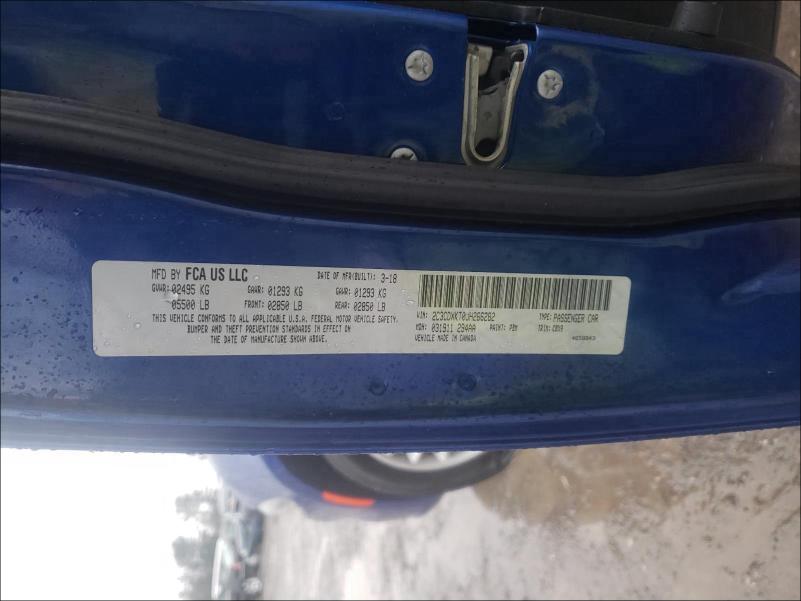 MFD BY FCA US LLC DATE OF MFR(BUILT): 3-18
GVWR: 02495 KG GAWR: 01293 KG GAWR: 01293 KG
05500 LB FRONT: 02850 LB REAR: 02850 LB
THIS VEHICLE CONFORMS TO ALL APPLICABLE U.S.A. FEDERAL MOTOR VEHICLE SAFETY,
BUMPER AND THEFT PREVENTION STANDARDS IN EFFECT ON
THE DATE OF MANUFACTURE SHOWN ABOVE.
VIN: 2C3CDXKT0JH266262 TYPE: PASSENGER CAR
MDH: 031911 294AA PAINT: PBM TRIM: CDX9
VEHICLE MADE IN CANADA